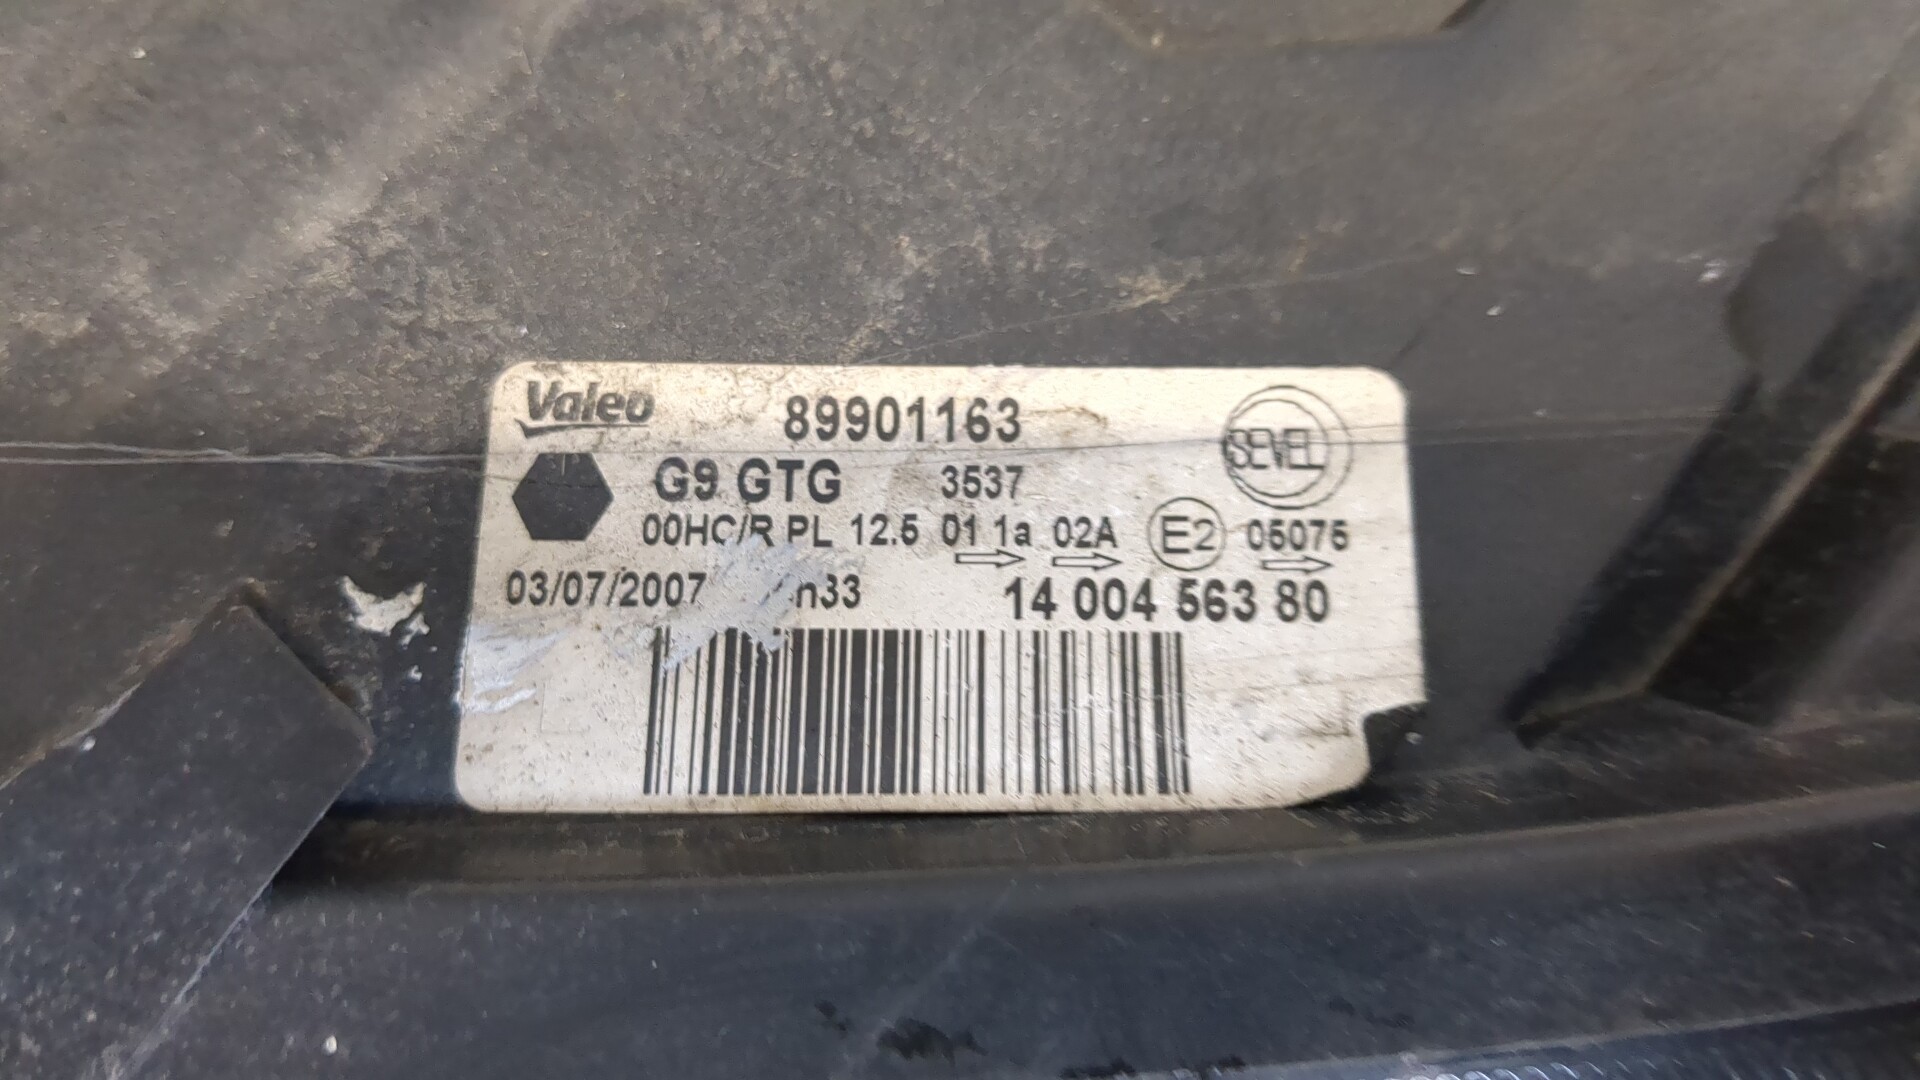 Valeo 89901163 SEVEL
G9 GTG 3537
00HC/R PL 12.5 01 1a 02A E2 05075
03/07/2007 n33 14 004 563 80